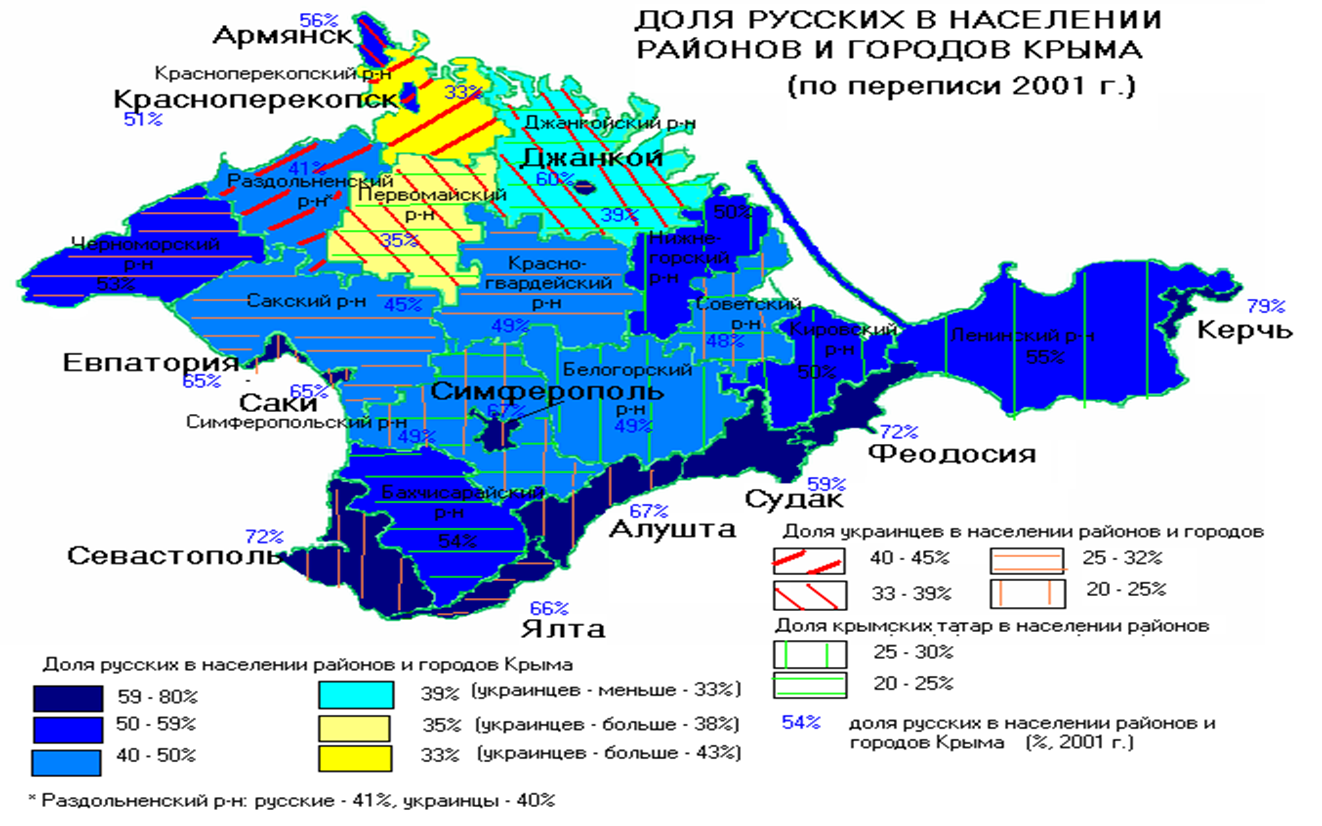 ДОЛЯ РУССКИХ В НАСЕЛЕНИИ
РАЙОНОВ И ГОРОДОВ КРЫМА
(по переписи 2001 г.)
56%
Армянск
Красноперекопский р-н
Красноперекопск
51%
33%
Джанкойский р-н
Джанкой
60%
39%
41%
Раздольненский
р-н*
Первомайский
р-н
35%
Черноморский
р-н
53%
50%
Нижне-
горский
р-н
Красно-
гвардейский
р-н
49%
Сакский р-н
45%
Советский
р-н
48%
Кировский
р-н
50%
Ленинский р-н
55%
79%
Керчь
Евпатория
65%
65%
Саки
Белогорский
р-н
49%
Симферополь
67%
Симферопольский р-н
49%
72%
Феодосия
59%
Судак
67%
Алушта
Бахчисарайский
р-н
54%
72%
Севастополь
66%
Ялта
Доля украинцев в населении районов и городов
40 - 45%
25 - 32%
33 - 39%
20 - 25%
Доля крымских татар в населении районов
25 - 30%
20 - 25%
54% доля русских в населении районов и
городов Крыма (%, 2001 г.)
Доля русских в населении районов и городов Крыма
59 - 80%
39% (украинцев - меньше - 33%)
50 - 59%
35% (украинцев - больше - 38%)
40 - 50%
33% (украинцев - больше - 43%)
* Раздольненский р-н: русские - 41%, украинцы - 40%